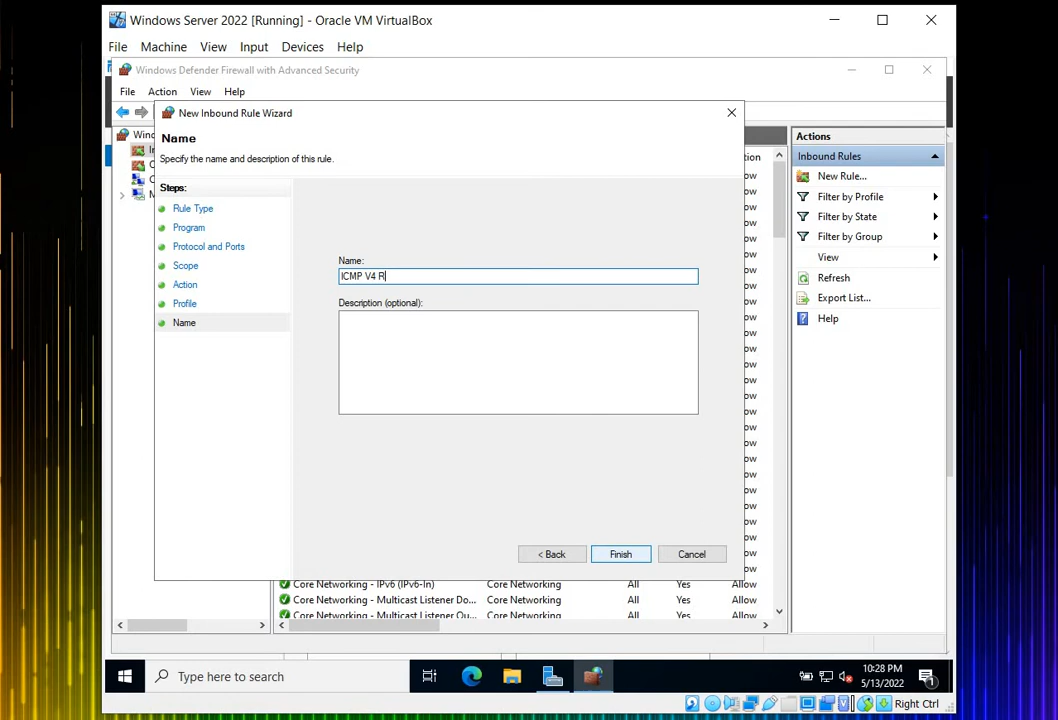 Windows Server 2022 [Running] - Oracle VM VirtualBox
File Machine View Input Devices Help
Windows Defender Firewall with Advanced Security
File Action View Help
New Inbound Rule Wizard
Name
Specify the name and description of this rule.
Steps:
Rule Type
Program
Protocol and Ports
Scope
Action
Profile
Name
Name:
ICMP V4 R
Description (optional):
< Back Finish Cancel
Core Networking - IPv6 (IPv6-In) Core Networking All Yes Allow
Core Networking - Multicast Listener Do... Core Networking All Yes Allow
Core Networking - Multicast Listener Qu... Core Networking All Yes Allow
Actions
Inbound Rules
New Rule...
Filter by Profile
Filter by State
Filter by Group
View
Refresh
Export List...
Help
Type here to search
10:28 PM
5/13/2022
1
Right Ctrl